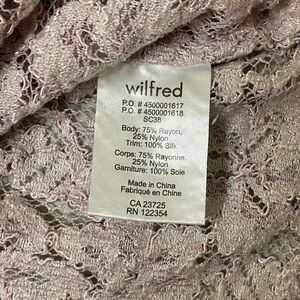 wilfred
P.O. # 4500001617
P.O. # 4500001618
SC38
Body: 75% Rayon,
25% Nylon
Trim: 100% Silk
Corps: 75% Rayonne,
25% Nylon
Garniture: 100% Soie
Made in China
Fabriqué en Chine
CA 23725
RN 122354